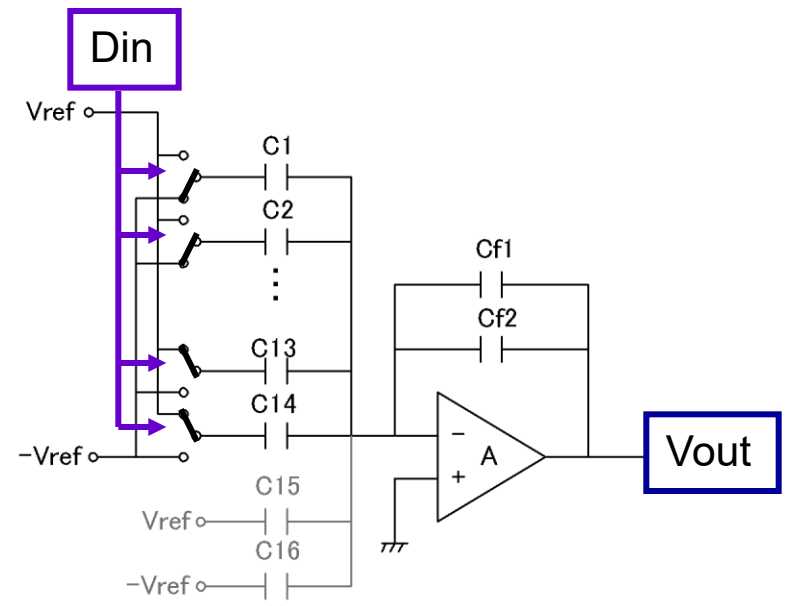 Din
Vref
C1
C2
⋮
Cf1
Cf2
C13
C14
−Vref
−
A
+
Vout
C15
Vref
C16
−Vref